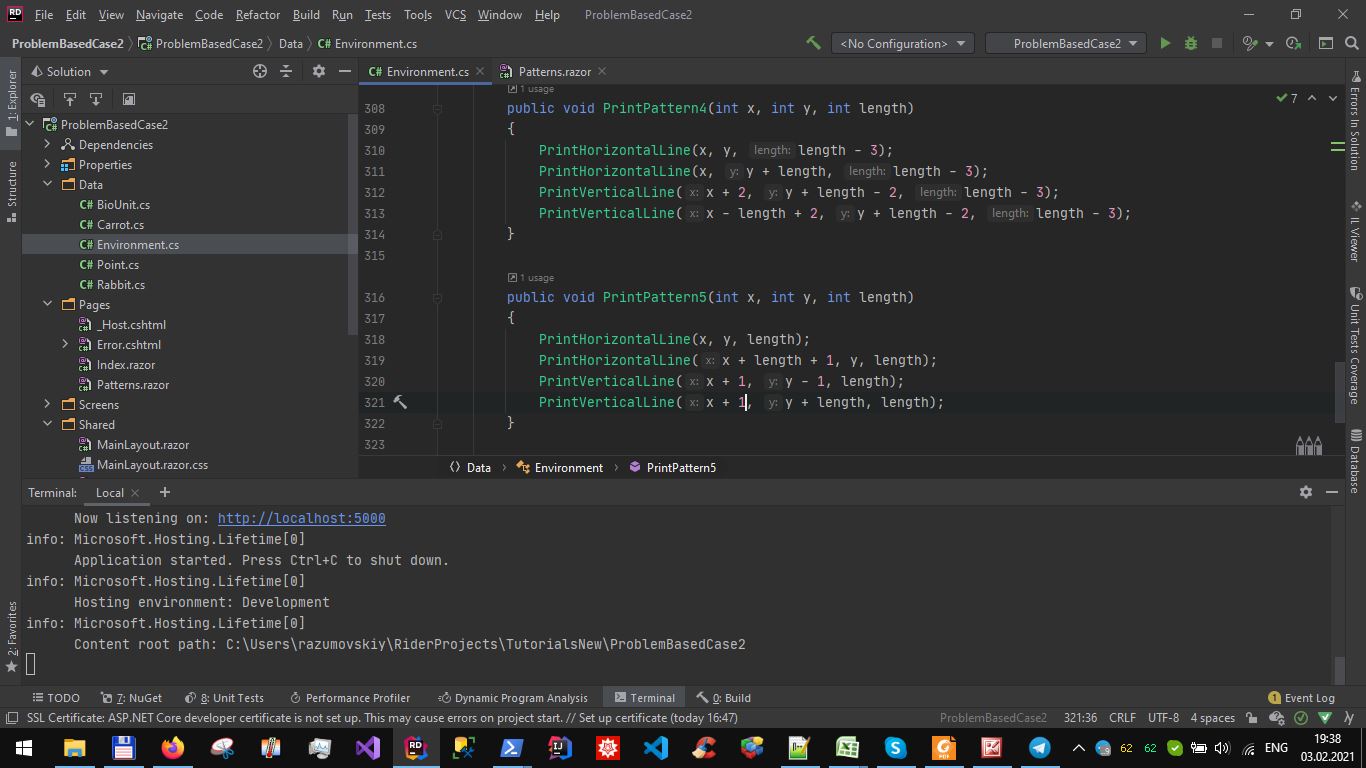 File Edit View Navigate Code Refactor Build Run Tests Tools VCS Window Help ProblemBasedCase2
ProblemBasedCase2 ProblemBasedCase2 Data C# Environment.cs <No Configuration> ProblemBasedCase2
1: Explorer
Structure
2: Favorites
Solution
ProblemBasedCase2
Dependencies
Properties
Data
C# BioUnit.cs
C# Carrot.cs
C# Environment.cs
C# Point.cs
C# Rabbit.cs
Pages
_Host.cshtml
Error.cshtml
Index.razor
Patterns.razor
Screens
Shared
MainLayout.razor
MainLayout.razor.css
C# Environment.cs Patterns.razor
7
1 usage
308 public void PrintPattern4(int x, int y, int length)
309 {
310 PrintHorizontalLine(x, y, length: length - 3);
311 PrintHorizontalLine(x, y: y + length, length: length - 3);
312 PrintVerticalLine( x: x + 2, y: y + length - 2, length: length - 3);
313 PrintVerticalLine( x: x - length + 2, y: y + length - 2, length: length - 3);
314 }
315
1 usage
316 public void PrintPattern5(int x, int y, int length)
317 {
318 PrintHorizontalLine(x, y, length);
319 PrintHorizontalLine( x: x + length + 1, y, length);
320 PrintVerticalLine( x: x + 1, y: y - 1, length);
321 PrintVerticalLine( x: x + 1, y: y + length, length);
322 }
323
Data Environment PrintPattern5
Errors In Solution
IL Viewer
Unit Tests Coverage
Database
Terminal: Local
Now listening on: http://localhost:5000
info: Microsoft.Hosting.Lifetime[0]
Application started. Press Ctrl+C to shut down.
info: Microsoft.Hosting.Lifetime[0]
Hosting environment: Development
info: Microsoft.Hosting.Lifetime[0]
Content root path: C:\Users\razumovskiy\RiderProjects\TutorialsNew\ProblemBasedCase2
TODO 7: NuGet 8: Unit Tests Performance Profiler Dynamic Program Analysis Terminal 0: Build 1 Event Log
SSL Certificate: ASP.NET Core developer certificate is not set up. This may cause errors on project start. // Set up certificate (today 16:47) ProblemBasedCase2 321:36 CRLF UTF-8 4 spaces
62 62 ENG 19:38
03.02.2021